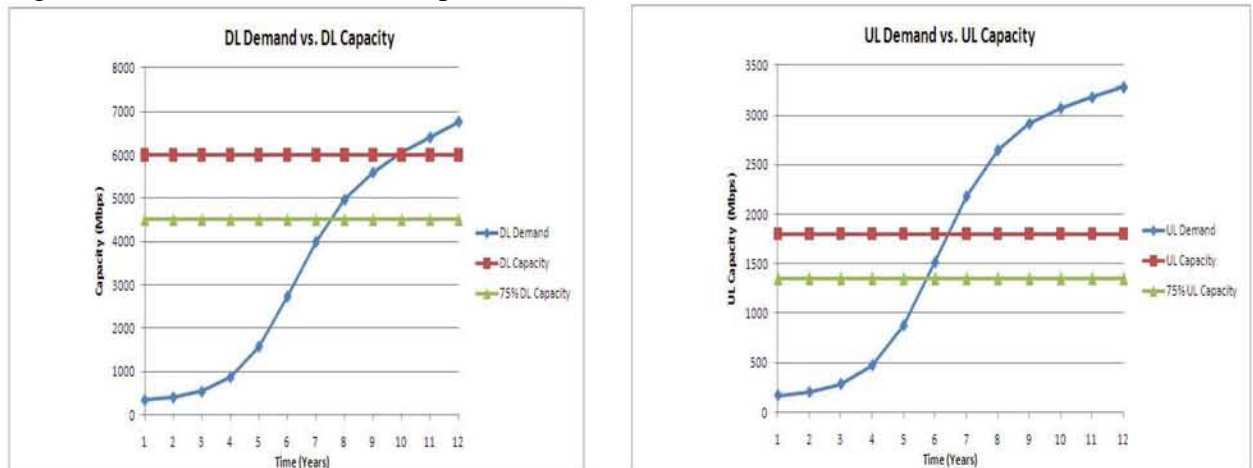 DL Demand vs. DL Capacity
8000
7000
6000
5000
4000
3000
2000
1000
0
Capacity (Mbps)
1 2 3 4 5 6 7 8 9 10 11 12
Time (Years)
DL Demand
DL Capacity
75% DL Capacity
UL Demand vs. UL Capacity
3500
3000
2500
2000
1500
1000
500
0
UL Capacity (Mbps)
1 2 3 4 5 6 7 8 9 10 11 12
Time (Years)
UL Demand
UL Capacity
75% UL Capacity